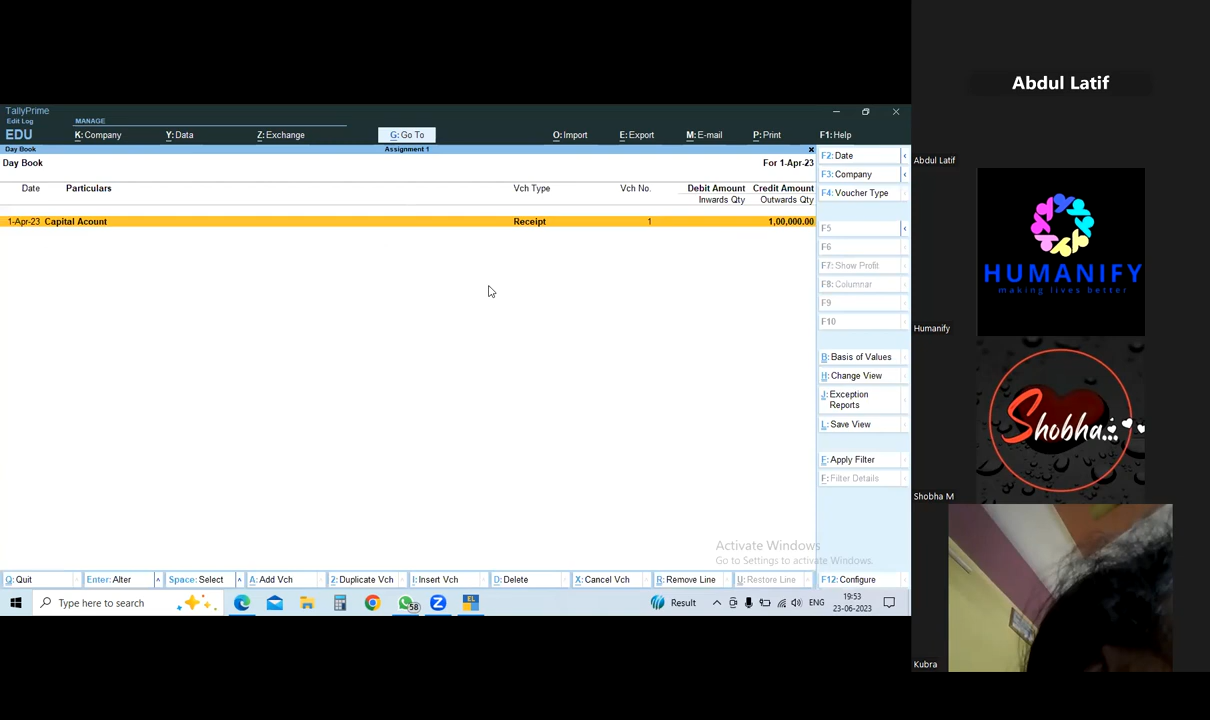 Abdul Latif
TallyPrime
Edit Log
EDU
MANAGE
K: Company
Y: Data
Z: Exchange
G: Go To
O: Import
E: Export
M: E-mail
P: Print
F1: Help
Day Book
Assignment 1
Day Book
For 1-Apr-23
Date
Particulars
Vch Type
Vch No.
Debit Amount
Credit Amount
Inwards Qty
Outwards Qty
1-Apr-23 Capital Acount Receipt 1 1,00,000.00
F2: Date
F3: Company
F4: Voucher Type
F5
F6
F7: Show Profit
F8: Columnar
F9
F10
B: Basis of Values
H: Change View
J: Exception
Reports
L: Save View
F: Apply Filter
F: Filter Details
F12: Configure
Activate Windows
Go to Settings to activate Windows.
Q: Quit
Enter: Alter
Space: Select
A: Add Vch
2: Duplicate Vch
I: Insert Vch
D: Delete
X: Cancel Vch
R: Remove Line
U: Restore Line
Type here to search
58
EL
Result
ENG
19:53
23-06-2023
Abdul Latif
HUMANIFY
making lives better
Humanify
Shobha...
Shobha M
Kubra